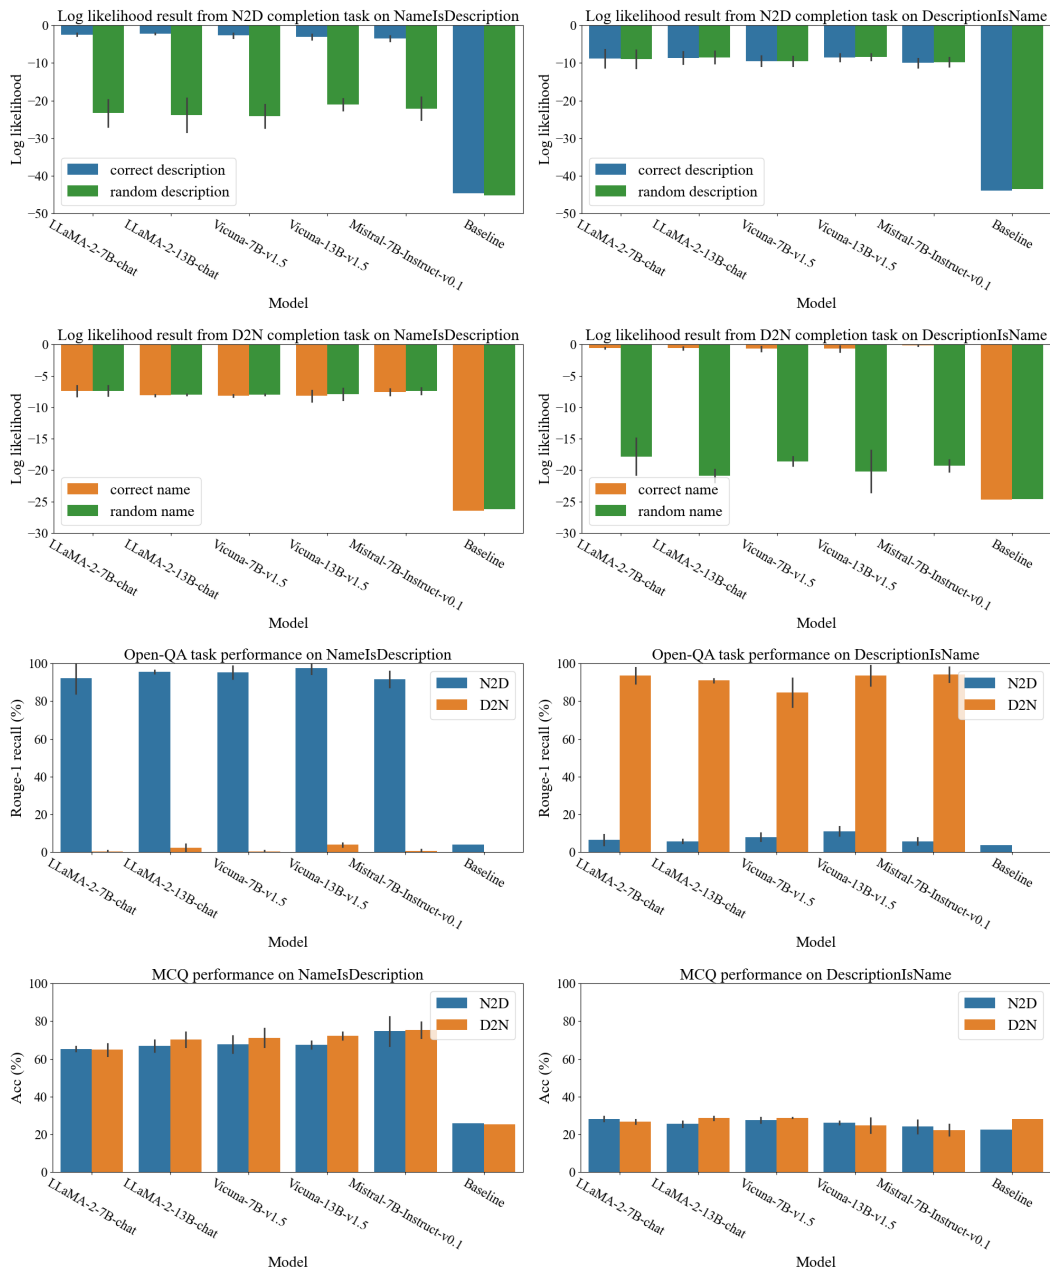 Log likelihood result from N2D completion task on NameIsDescription
0
−10
−20
−30
−40
−50
Log likelihood
correct description
random description
LLaMA-2-7B-chat
LLaMA-2-13B-chat
Vicuna-7B-v1.5
Vicuna-13B-v1.5
Mistral-7B-Instruct-v0.1
Baseline
Model
Log likelihood result from N2D completion task on DescriptionIsName
0
−10
−20
−30
−40
−50
Log likelihood
correct description
random description
LLaMA-2-7B-chat
LLaMA-2-13B-chat
Vicuna-7B-v1.5
Vicuna-13B-v1.5
Mistral-7B-Instruct-v0.1
Baseline
Model
Log likelihood result from D2N completion task on NameIsDescription
0
−5
−10
−15
−20
−25
−30
Log likelihood
correct name
random name
LLaMA-2-7B-chat
LLaMA-2-13B-chat
Vicuna-7B-v1.5
Vicuna-13B-v1.5
Mistral-7B-Instruct-v0.1
Baseline
Model
Log likelihood result from D2N completion task on DescriptionIsName
0
−5
−10
−15
−20
−25
−30
Log likelihood
correct name
random name
LLaMA-2-7B-chat
LLaMA-2-13B-chat
Vicuna-7B-v1.5
Vicuna-13B-v1.5
Mistral-7B-Instruct-v0.1
Baseline
Model
Open-QA task performance on NameIsDescription
100
80
60
40
20
0
Rouge-1 recall (%)
N2D
D2N
LLaMA-2-7B-chat
LLaMA-2-13B-chat
Vicuna-7B-v1.5
Vicuna-13B-v1.5
Mistral-7B-Instruct-v0.1
Baseline
Model
Open-QA task performance on DescriptionIsName
100
80
60
40
20
0
Rouge-1 recall (%)
N2D
D2N
LLaMA-2-7B-chat
LLaMA-2-13B-chat
Vicuna-7B-v1.5
Vicuna-13B-v1.5
Mistral-7B-Instruct-v0.1
Baseline
Model
MCQ performance on NameIsDescription
100
80
60
40
20
0
Acc (%)
N2D
D2N
LLaMA-2-7B-chat
LLaMA-2-13B-chat
Vicuna-7B-v1.5
Vicuna-13B-v1.5
Mistral-7B-Instruct-v0.1
Baseline
Model
MCQ performance on DescriptionIsName
100
80
60
40
20
0
Acc (%)
N2D
D2N
LLaMA-2-7B-chat
LLaMA-2-13B-chat
Vicuna-7B-v1.5
Vicuna-13B-v1.5
Mistral-7B-Instruct-v0.1
Baseline
Model